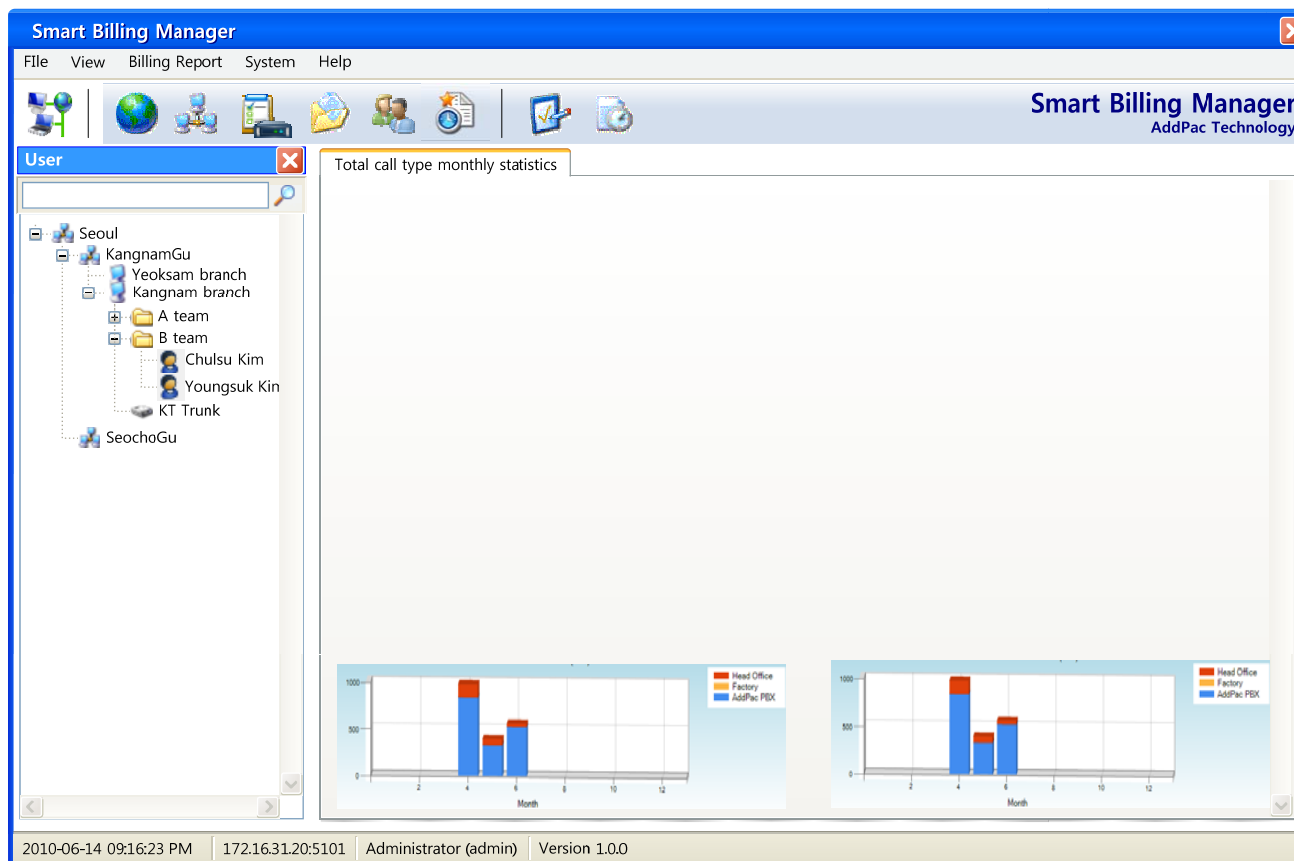 Smart Billing Manager
FIle View Billing Report System Help
Smart Billing Manager
AddPac Technology
User
Total call type monthly statistics
Seoul
KangnamGu
Yeoksam branch
Kangnam branch
A team
B team
Chulsu Kim
Youngsuk Kin
KT Trunk
SeochoGu
Head Office
Factory
AddPac PBX
1000
500
0
2 4 6 8 10 12
Month
Head Office
Factory
AddPac PBX
1000
500
0
2 4 6 8 10 12
Month
2010-06-14 09:16:23 PM 172.16.31.20:5101 Administrator (admin) Version 1.0.0